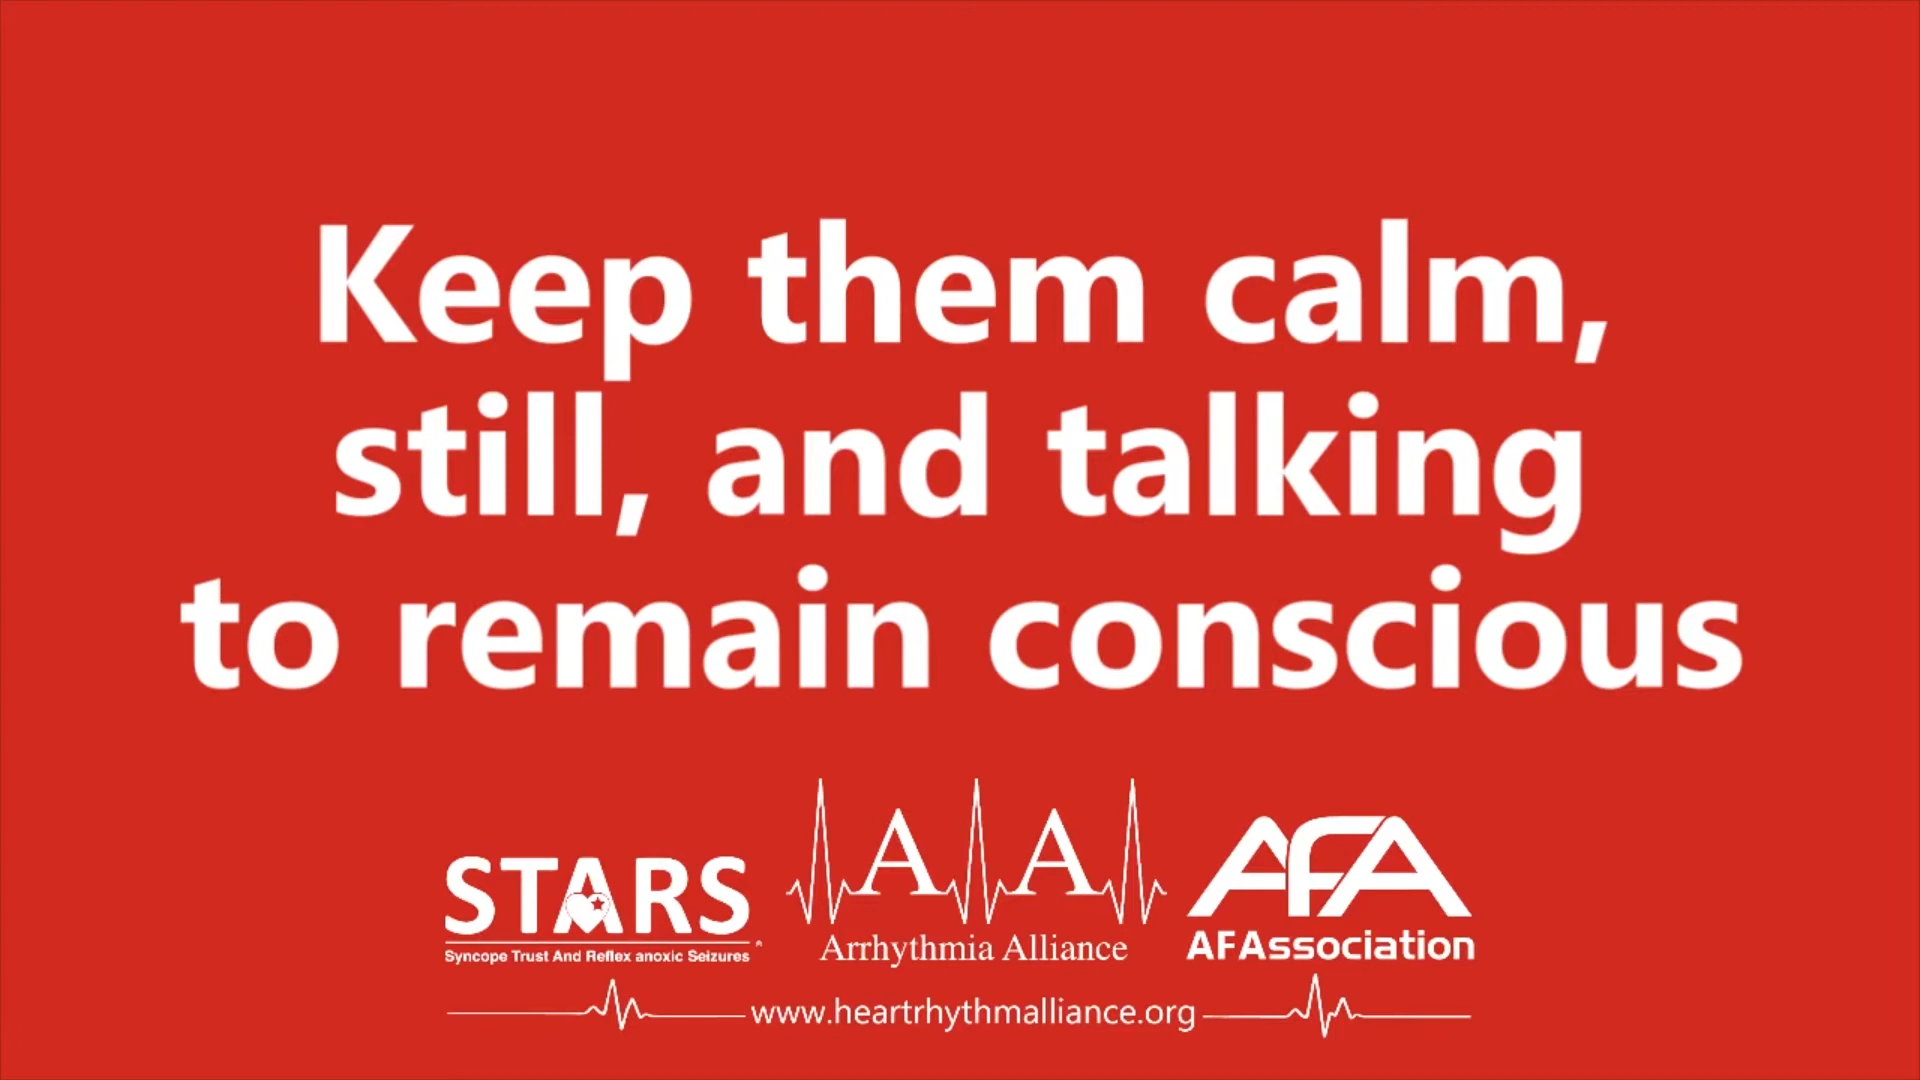 Keep them calm,
still, and talking
to remain conscious
STARS
Syncope Trust And Reflex anoxic Seizures
A A
Arrhythmia Alliance
AFA
AFAssociation
www.heartrhythmalliance.org